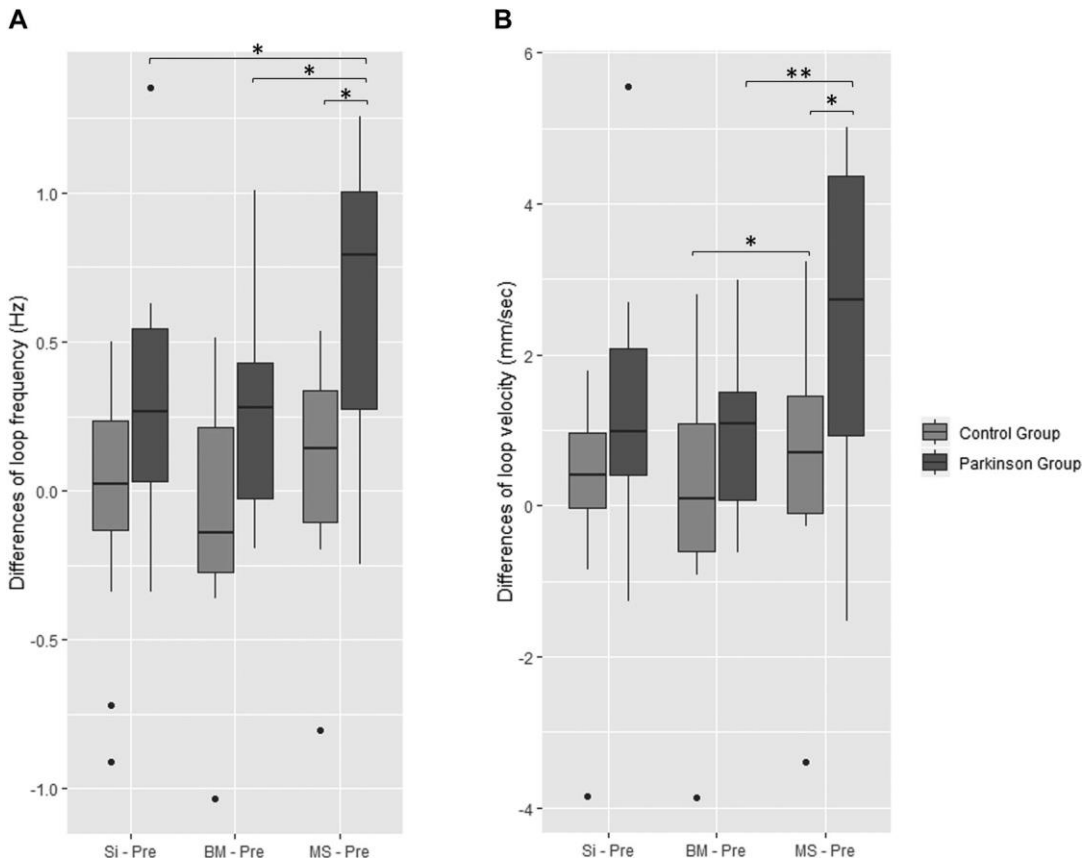 A
*
*
*
1.0
0.5
0.0
-0.5
-1.0
Differences of loop frequency (Hz)
Si - Pre BM - Pre MS - Pre
B
6
**
*
*
4
2
0
-2
-4
Differences of loop velocity (mm/sec)
Si - Pre BM - Pre MS - Pre
Control Group
Parkinson Group